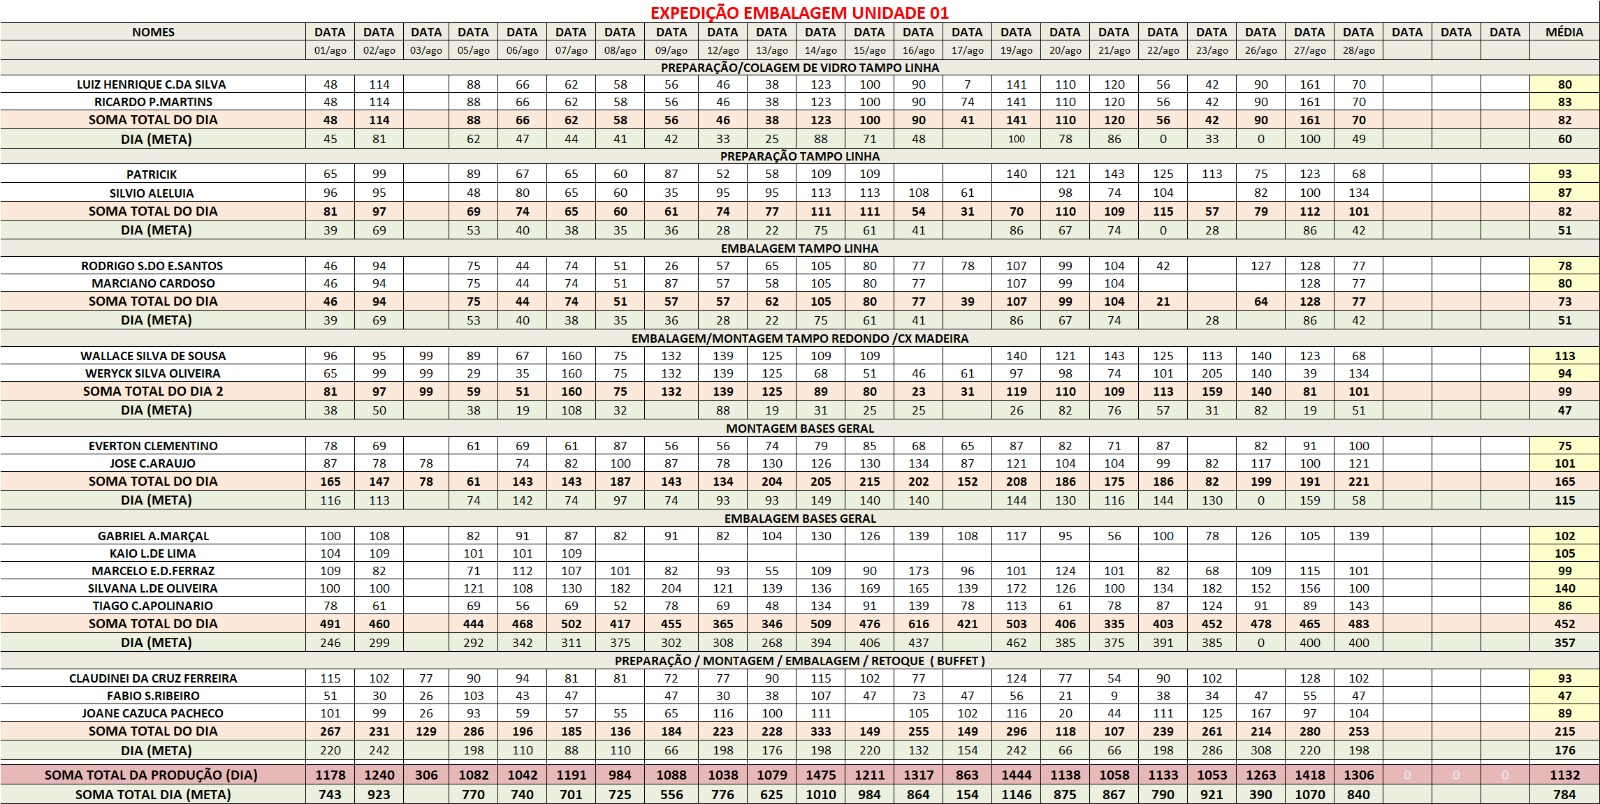 EXPEDIÇÃO EMBALAGEM UNIDADE 01
NOMES DATA DATA DATA DATA DATA DATA DATA DATA DATA DATA DATA DATA DATA DATA DATA DATA DATA DATA DATA DATA DATA DATA DATA DATA DATA MÉDIA
01/ago 02/ago 03/ago 05/ago 06/ago 07/ago 08/ago 09/ago 12/ago 13/ago 14/ago 15/ago 16/ago 17/ago 19/ago 20/ago 21/ago 22/ago 23/ago 26/ago 27/ago 28/ago
PREPARAÇÃO/COLAGEM DE VIDRO TAMPO LINHA
LUIZ HENRIQUE C.DA SILVA 48 114 88 66 62 58 56 46 38 123 100 90 7 141 110 120 56 42 90 161 70 80
RICARDO P.MARTINS 48 114 88 66 62 58 56 46 38 123 100 90 74 141 110 120 56 42 90 161 70 83
SOMA TOTAL DO DIA 48 114 88 66 62 58 56 46 38 123 100 90 41 141 110 120 56 42 90 161 70 82
DIA (META) 45 81 62 47 44 41 42 33 25 88 71 48 100 78 86 0 33 0 100 49 60
PREPARAÇÃO TAMPO LINHA
PATRICIK 65 99 89 67 65 60 87 52 58 109 109 140 121 143 125 113 75 123 68 93
SILVIO ALELUIA 96 95 48 80 65 60 35 95 95 113 113 108 61 98 74 104 82 100 134 87
SOMA TOTAL DO DIA 81 97 69 74 65 60 61 74 77 111 111 54 31 70 110 109 115 57 79 112 101 82
DIA (META) 39 69 53 40 38 35 36 28 22 75 61 41 86 67 74 0 28 86 42 51
EMBALAGEM TAMPO LINHA
RODRIGO S.DO E.SANTOS 46 94 75 44 74 51 26 57 65 105 80 77 78 107 99 104 42 127 128 77 78
MARCIANO CARDOSO 46 94 75 44 74 51 87 57 58 105 80 77 107 99 104 128 77 80
SOMA TOTAL DO DIA 46 94 75 44 74 51 57 57 62 105 80 77 39 107 99 104 21 64 128 77 73
DIA (META) 39 69 53 40 38 35 36 28 22 75 61 41 86 67 74 28 86 42 51
EMBALAGEM/MONTAGEM TAMPO REDONDO /CX MADEIRA
WALLACE SILVA DE SOUSA 96 95 99 89 67 160 75 132 139 125 109 109 140 121 143 125 113 140 123 68 113
WERYCK SILVA OLIVEIRA 65 99 99 29 35 160 75 132 139 125 68 51 46 61 97 98 74 101 205 140 39 134 94
SOMA TOTAL DO DIA 2 81 97 99 59 51 160 75 132 139 125 89 80 23 31 119 110 109 113 159 140 81 101 99
DIA (META) 38 50 38 19 108 32 88 19 31 25 25 26 82 76 57 31 82 19 51 47
MONTAGEM BASES GERAL
EVERTON CLEMENTINO 78 69 61 69 61 87 56 56 74 79 85 68 65 87 82 71 87 82 91 100 75
JOSE C.ARAUJO 87 78 78 74 82 100 87 78 130 126 130 134 87 121 104 104 99 82 117 100 121 101
SOMA TOTAL DO DIA 165 147 78 61 143 143 187 143 134 204 205 215 202 152 208 186 175 186 82 199 191 221 165
DIA (META) 116 113 74 142 74 97 74 93 93 149 140 140 144 130 116 144 130 0 159 58 115
EMBALAGEM BASES GERAL
GABRIEL A.MARÇAL 100 108 82 91 87 82 91 82 104 130 126 139 108 117 95 56 100 78 126 105 139 102
KAIO L.DE LIMA 104 109 101 101 109 105
MARCELO E.D.FERRAZ 109 82 71 112 107 101 82 93 55 109 90 173 96 101 124 101 82 68 109 115 101 99
SILVANA L.DE OLIVEIRA 100 100 121 108 130 182 204 121 139 136 169 165 139 172 126 100 134 182 152 156 100 140
TIAGO C.APOLINARIO 78 61 69 56 69 52 78 69 48 134 91 139 78 113 61 78 87 124 91 89 143 86
SOMA TOTAL DO DIA 491 460 444 468 502 417 455 365 346 509 476 616 421 503 406 335 403 452 478 465 483 452
DIA (META) 246 299 292 342 311 375 302 308 268 394 406 437 462 385 375 391 385 0 400 400 357
PREPARAÇÃO / MONTAGEM / EMBALAGEM / RETOQUE ( BUFFET )
CLAUDINEI DA CRUZ FERREIRA 115 102 77 90 94 81 81 72 77 90 115 102 77 124 77 54 90 102 128 102 93
FABIO S.RIBEIRO 51 30 26 103 43 47 47 30 38 107 47 73 47 56 21 9 38 34 47 55 47 47
JOANE CAZUCA PACHECO 101 99 26 93 59 57 55 65 116 100 111 105 102 116 20 44 111 125 167 97 104 89
SOMA TOTAL DO DIA 267 231 129 286 196 185 136 184 223 228 333 149 255 149 296 118 107 239 261 214 280 253 215
DIA (META) 220 242 198 110 88 110 66 198 176 198 220 132 154 242 66 66 198 286 308 220 198 176
SOMA TOTAL DA PRODUÇÃO (DIA) 1178 1240 306 1082 1042 1191 984 1088 1038 1079 1475 1211 1317 863 1444 1138 1058 1133 1053 1263 1418 1306 0 0 0 1132
SOMA TOTAL DIA (META) 743 923 770 740 701 725 556 776 625 1010 984 864 154 1146 875 867 790 921 390 1070 840 784